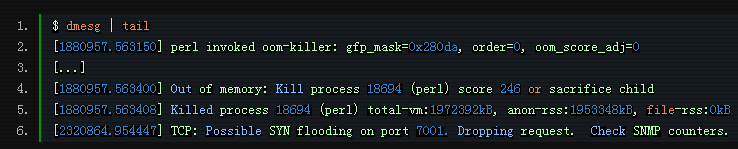 1. $ dmesg | tail
2. [1880957.563150] perl invoked oom-killer: gfp_mask=0x280da, order=0, oom_score_adj=0
3. [...]
4. [1880957.563400] Out of memory: Kill process 18694 (perl) score 246 or sacrifice child
5. [1880957.563408] Killed process 18694 (perl) total-vm:1972392kB, anon-rss:1953348kB, file-rss:0kB
6. [2320864.954447] TCP: Possible SYN flooding on port 7001. Dropping request.  Check SNMP counters.